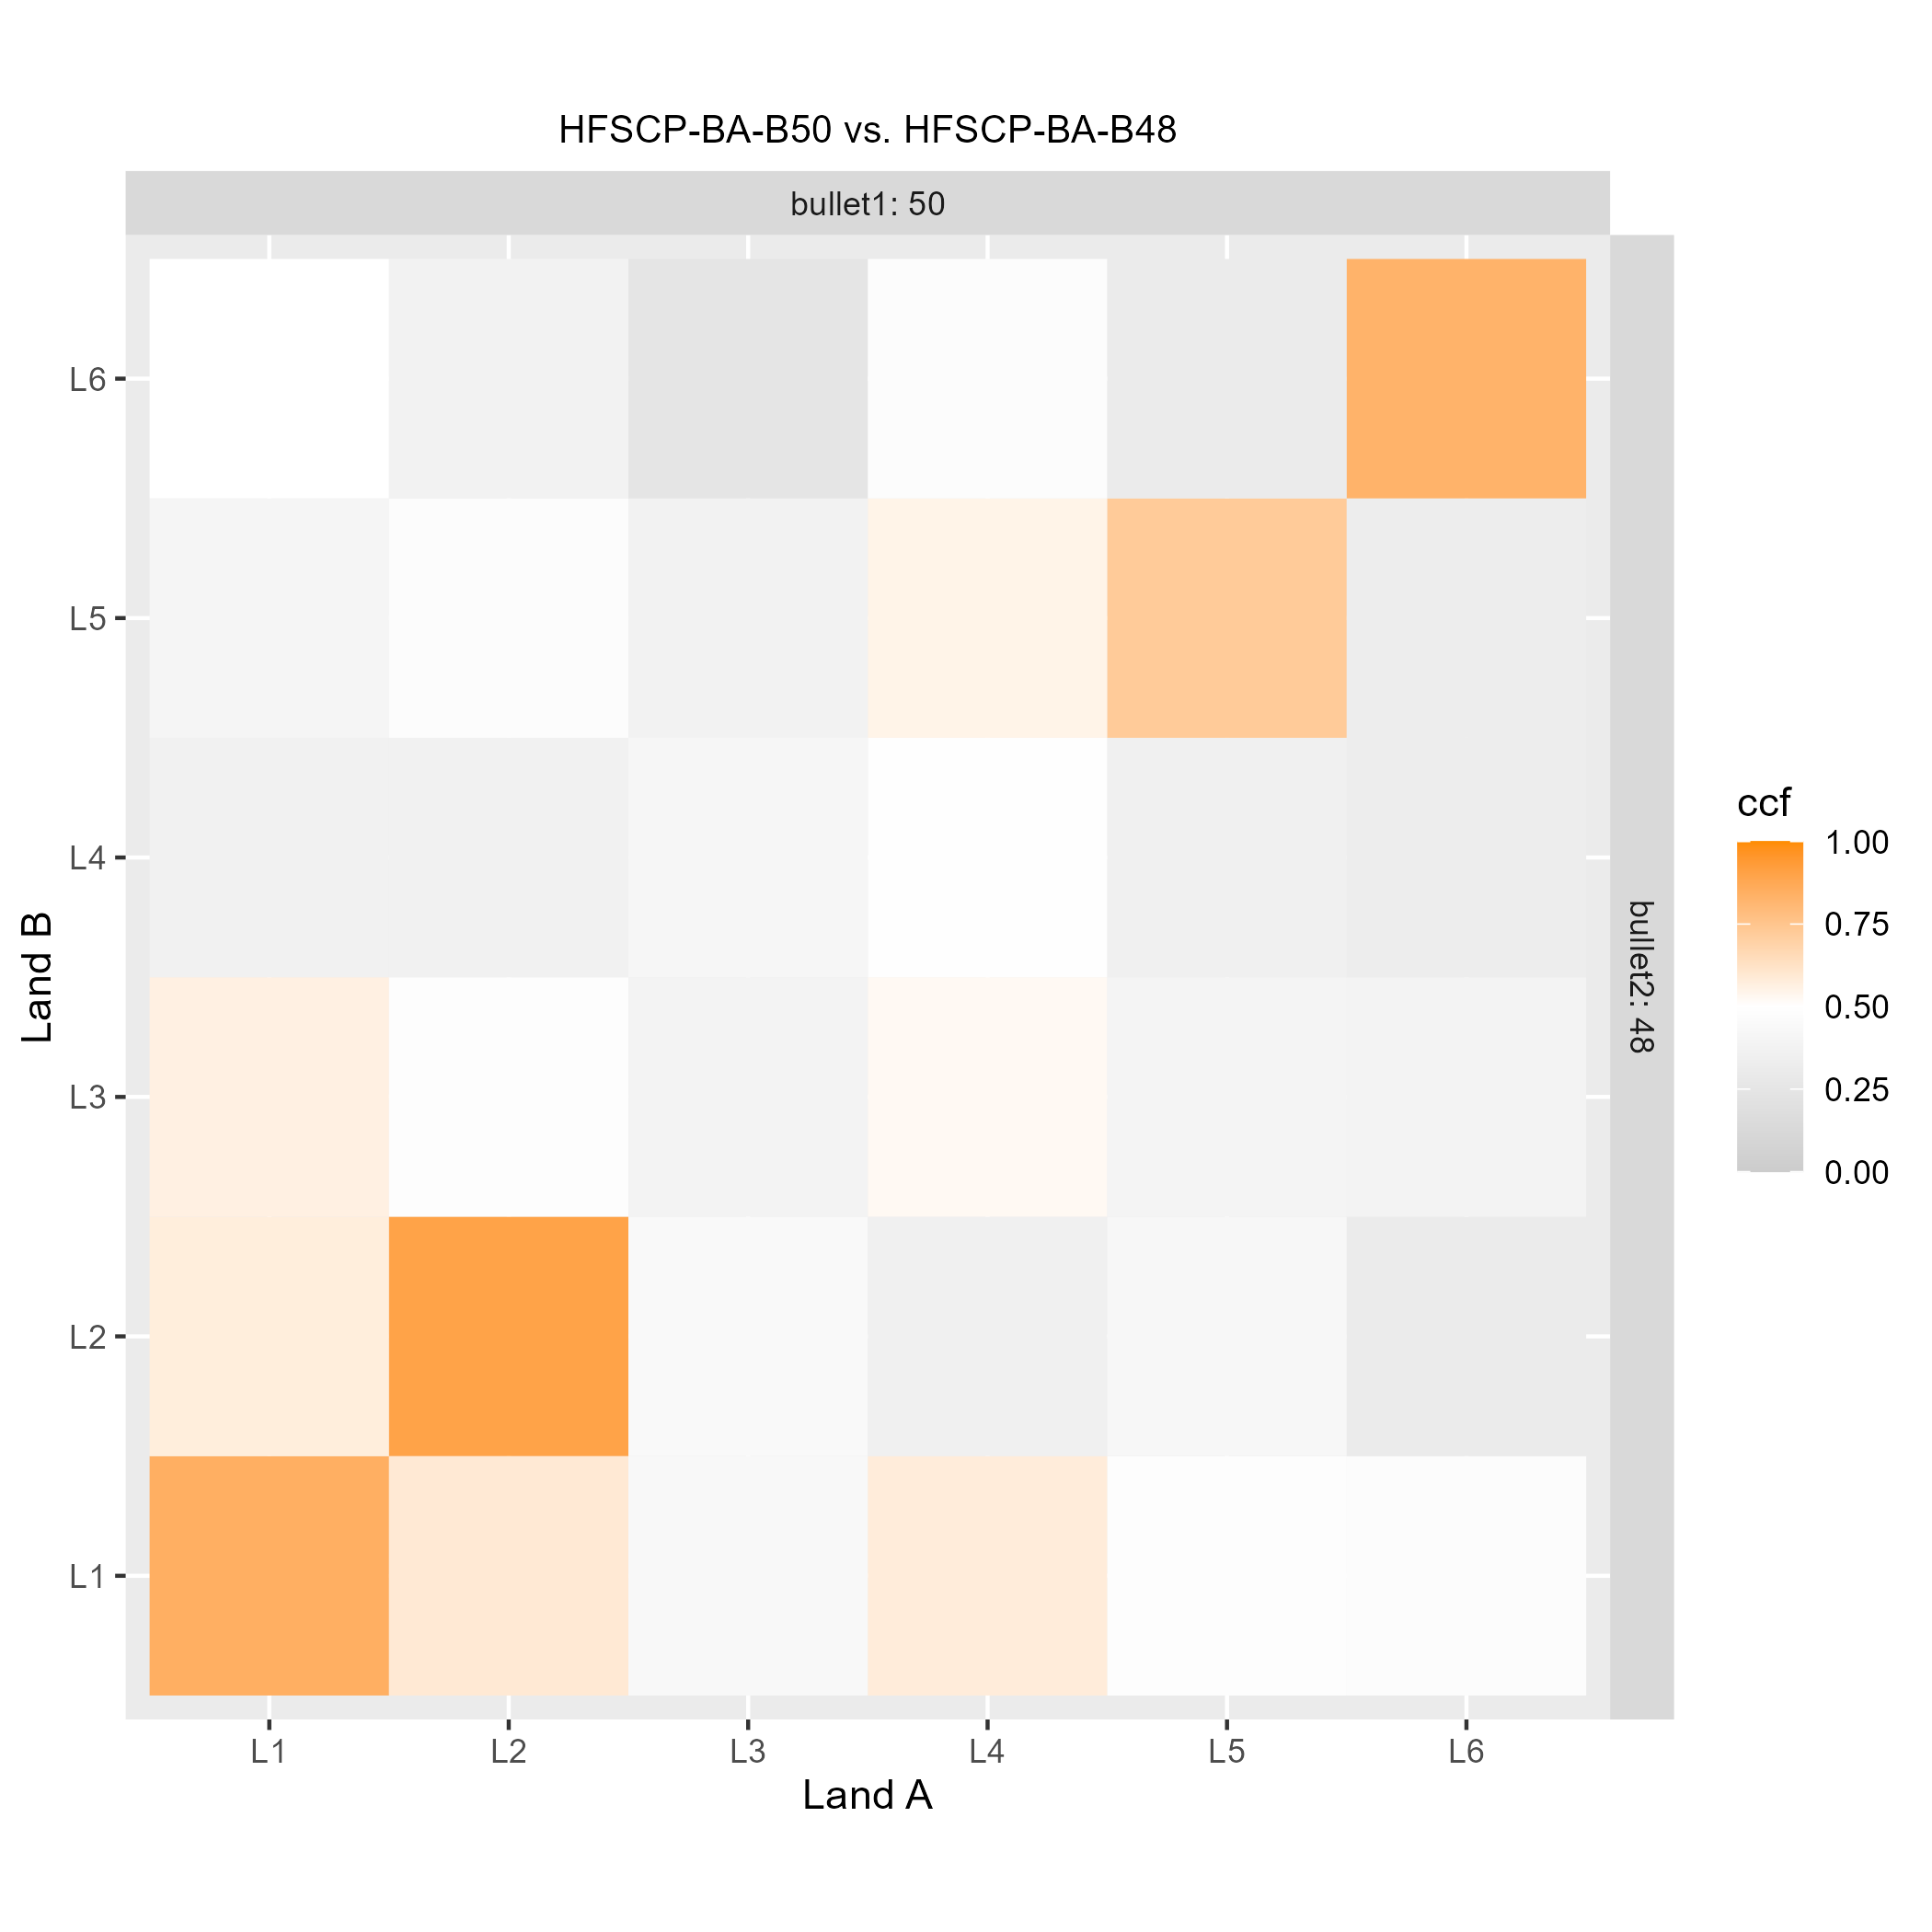 HFSCP-BA-B50 vs. HFSCP-BA-B48
bullet1: 50
L6
L5
L4
L3
L2
L1
Land B
bullet2: 48
ccf
1.00
0.75
0.50
0.25
0.00
L1 L2 L3 L4 L5 L6
Land A